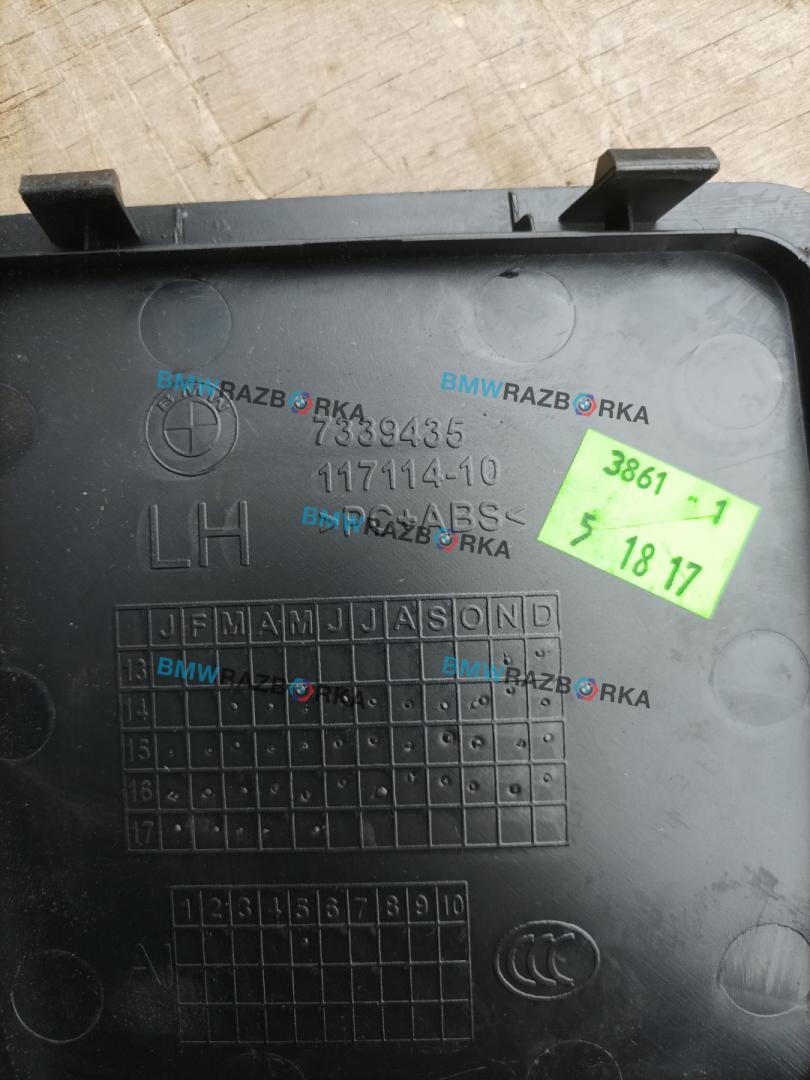 BMWRAZBORKA
BMWRAZBORKA
BMW
7339435
117114-10
>PC+ABS<
BMWRAZBORKA
LH
3861 - 1
5 18 17
J F M A M J J A S O N D
13
BMWRAZBORKA
BMWRAZBORKA
14
15
16
17
1 2 3 4 5 6 7 8 9 10
CCC